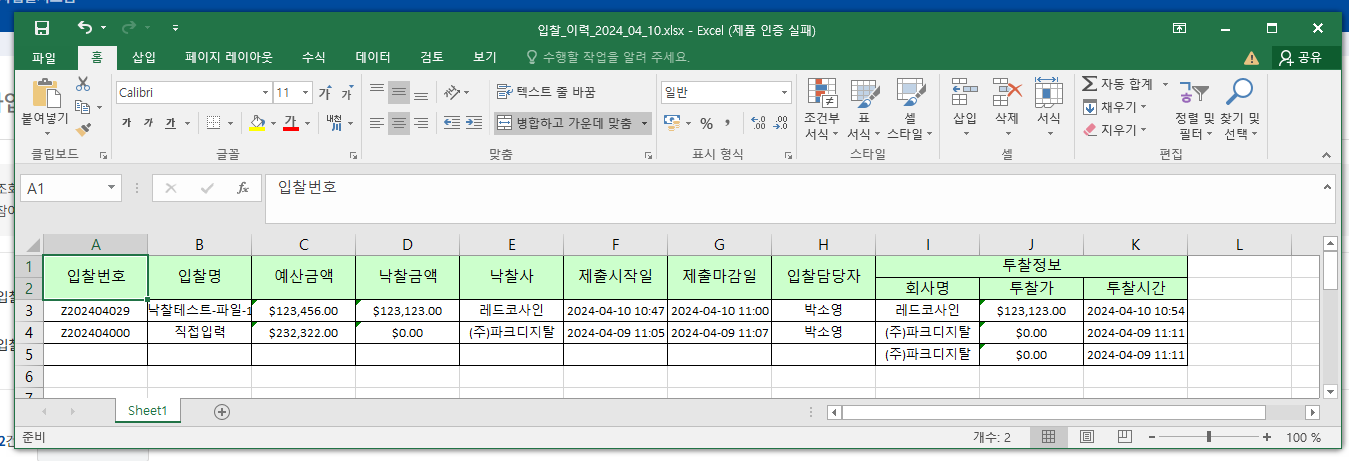 입찰_이력_2024_04_10.xlsx - Excel (제품 인증 실패)
파일 홈 삽입 페이지 레이아웃 수식 데이터 검토 보기 수행할 작업을 알려 주세요. 공유
붙여넣기
Calibri 11
가 가
가 가 가 가 내천
텍스트 줄 바꿈
병합하고 가운데 맞춤
일반
% ,
조건부 서식
표 서식
셀 스타일
삽입 삭제 서식
자동 합계
채우기
지우기
정렬 및 필터
찾기 및 선택
클립보드 글꼴 맞춤 표시 형식 스타일 셀 편집
A1 fx 입찰번호
A B C D E F G H I J K L
1 입찰번호 입찰명 예산금액 낙찰금액 낙찰사 제출시작일 제출마감일 입찰담당자 투찰정보
2 회사명 투찰가 투찰시간
3 Z202404029 낙찰테스트-파일-1 $123,456.00 $123,123.00 레드코사인 2024-04-10 10:47 2024-04-10 11:00 박소영 레드코사인 $123,123.00 2024-04-10 10:54
4 Z202404000 직접입력 $232,322.00 $0.00 (주)파크디지탈 2024-04-09 11:05 2024-04-09 11:07 박소영 (주)파크디지탈 $0.00 2024-04-09 11:11
5 (주)파크디지탈 $0.00 2024-04-09 11:11
6
7
Sheet1
준비 개수: 2 100 %